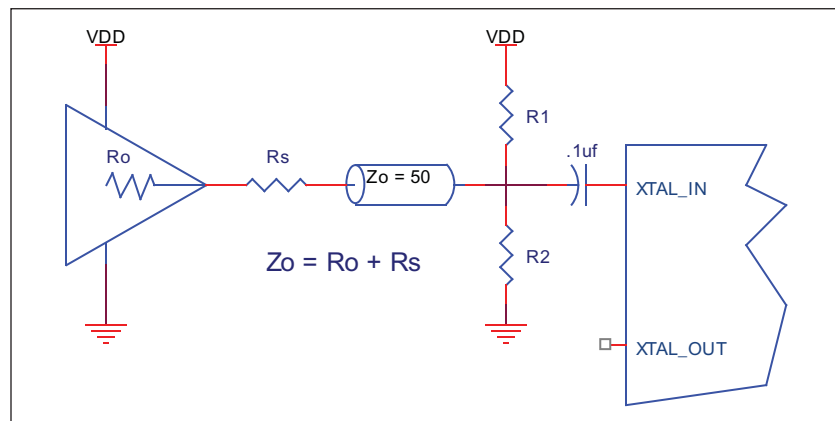 VDD
VDD
R1
Ro
Rs
Zo = 50
.1uf
XTAL_IN
Zo = Ro + Rs
R2
XTAL_OUT